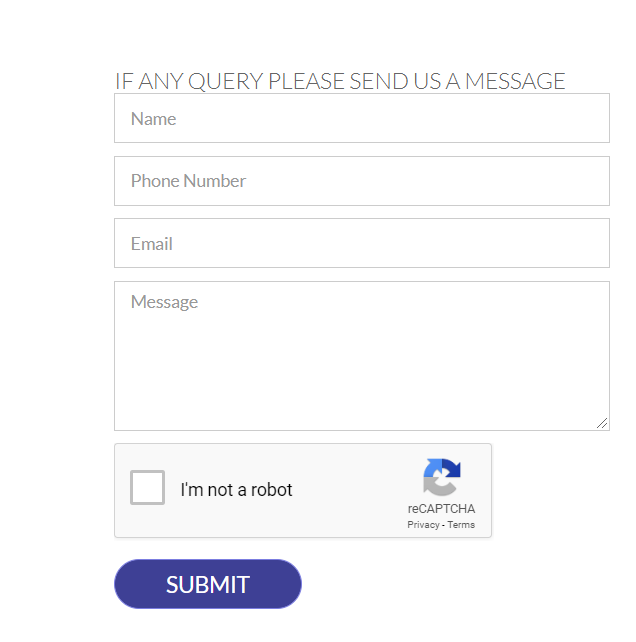 IF ANY QUERY PLEASE SEND US A MESSAGE
Name
Phone Number
Email
Message
I'm not a robot
reCAPTCHA
Privacy - Terms
SUBMIT